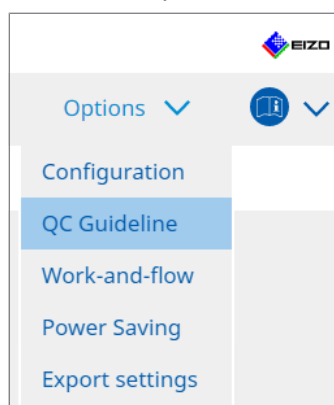 EIZO
Options
Configuration
QC Guideline
Work-and-flow
Power Saving
Export settings